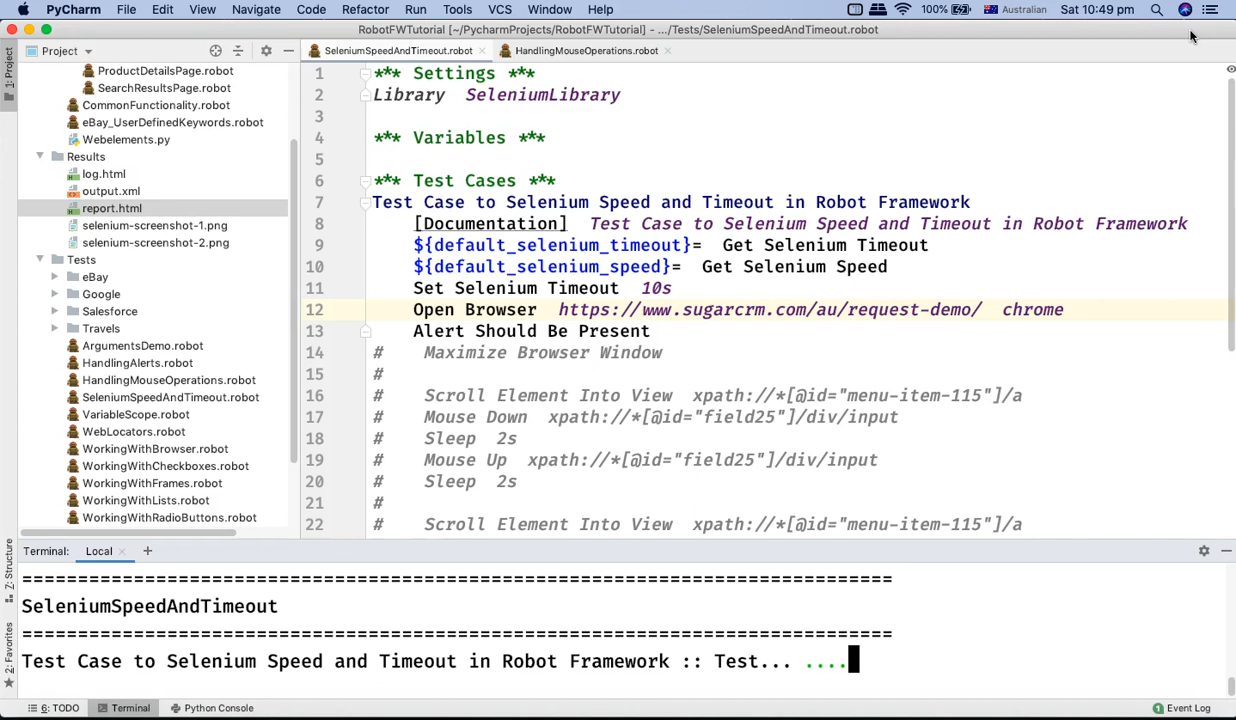 PyCharm File Edit View Navigate Code Refactor Run Tools VCS Window Help 100% Australian Sat 10:49 pm
RobotFWTutorial [~/PycharmProjects/RobotFWTutorial] - .../Tests/SeleniumSpeedAndTimeout.robot
Project
SeleniumSpeedAndTimeout.robot
HandlingMouseOperations.robot
1: Project
ProductDetailsPage.robot
SearchResultsPage.robot
CommonFunctionality.robot
eBay_UserDefinedKeywords.robot
Webelements.py
Results
log.html
output.xml
report.html
selenium-screenshot-1.png
selenium-screenshot-2.png
Tests
eBay
Google
Salesforce
Travels
ArgumentsDemo.robot
HandlingAlerts.robot
HandlingMouseOperations.robot
SeleniumSpeedAndTimeout.robot
VariableScope.robot
WebLocators.robot
WorkingWithBrowser.robot
WorkingWithCheckboxes.robot
WorkingWithFrames.robot
WorkingWithLists.robot
WorkingWithRadioButtons.robot
1 *** Settings ***
2 Library  SeleniumLibrary
3
4 *** Variables ***
5
6 *** Test Cases ***
7 Test Case to Selenium Speed and Timeout in Robot Framework
8     [Documentation]  Test Case to Selenium Speed and Timeout in Robot Framework
9     ${default_selenium_timeout}=  Get Selenium Timeout
10     ${default_selenium_speed}=  Get Selenium Speed
11     Set Selenium Timeout  10s
12     Open Browser  https://www.sugarcrm.com/au/request-demo/  chrome
13     Alert Should Be Present
14 #    Maximize Browser Window
15 #
16 #    Scroll Element Into View  xpath://*[@id="menu-item-115"]/a
17 #    Mouse Down  xpath://*[@id="field25"]/div/input
18 #    Sleep  2s
19 #    Mouse Up  xpath://*[@id="field25"]/div/input
20 #    Sleep  2s
21 #
22 #    Scroll Element Into View  xpath://*[@id="menu-item-115"]/a
7: Structure
2: Favorites
Terminal: Local +
==============================================================================
SeleniumSpeedAndTimeout
==============================================================================
Test Case to Selenium Speed and Timeout in Robot Framework :: Test... ....
6: TODO Terminal Python Console 1 Event Log